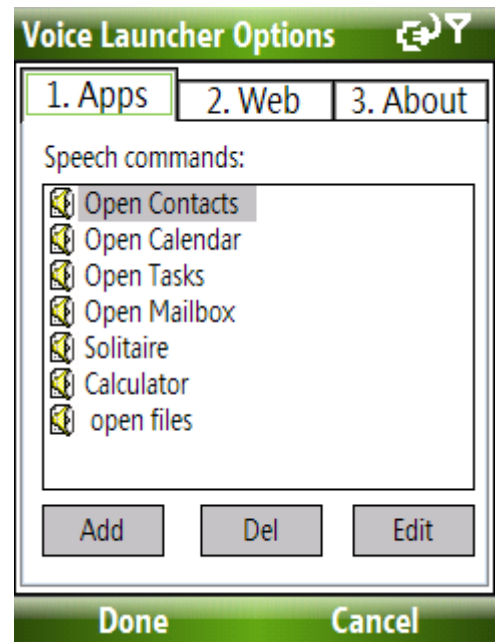 Voice Launcher Options
1. Apps 2. Web 3. About
Speech commands:
Open Contacts
Open Calendar
Open Tasks
Open Mailbox
Solitaire
Calculator
open files
Add Del Edit
Done Cancel